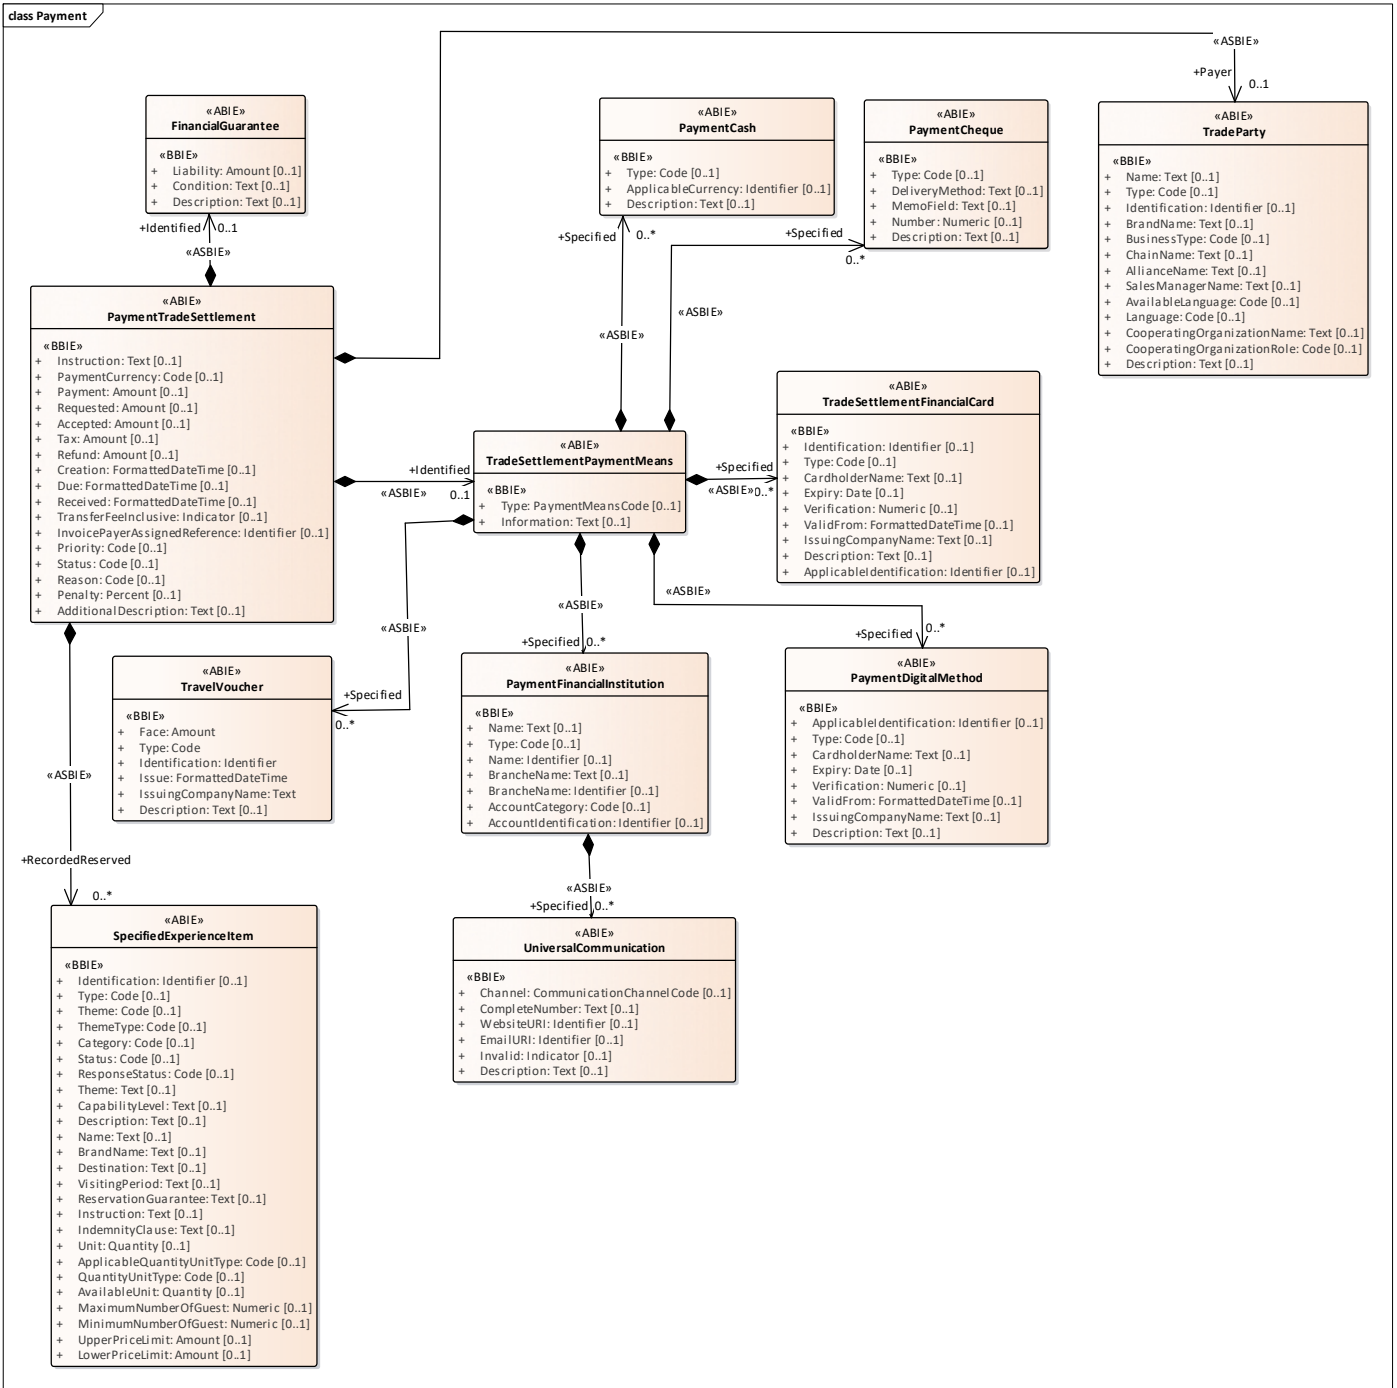 class Payment
«ASBIE»
+Payer
0..1
«ABIE»
FinancialGuarantee
«BBIE»
+ Liability: Amount [0..1]
+ Condition: Text [0..1]
+ Description: Text [0..1]
+Identified
0..1
«ASBIE»
«ABIE»
PaymentCash
«BBIE»
+ Type: Code [0..1]
+ ApplicableCurrency: Identifier [0..1]
+ Description: Text [0..1]
+Specified
0..*
«ASBIE»
«ABIE»
PaymentCheque
«BBIE»
+ Type: Code [0..1]
+ DeliveryMethod: Text [0..1]
+ MemoField: Text [0..1]
+ Number: Numeric [0..1]
+ Description: Text [0..1]
+Specified
0..*
«ASBIE»
«ABIE»
TradeParty
«BBIE»
+ Name: Text [0..1]
+ Type: Code [0..1]
+ Identification: Identifier [0..1]
+ BrandName: Text [0..1]
+ BusinessType: Code [0..1]
+ ChainName: Text [0..1]
+ AllianceName: Text [0..1]
+ SalesManagerName: Text [0..1]
+ AvailableLanguage: Code [0..1]
+ Language: Code [0..1]
+ CooperatingOrganizationName: Text [0..1]
+ CooperatingOrganizationRole: Code [0..1]
+ Description: Text [0..1]
«ABIE»
PaymentTradeSettlement
«BBIE»
+ Instruction: Text [0..1]
+ PaymentCurrency: Code [0..1]
+ Payment: Amount [0..1]
+ Requested: Amount [0..1]
+ Accepted: Amount [0..1]
+ Tax: Amount [0..1]
+ Refund: Amount [0..1]
+ Creation: FormattedDateTime [0..1]
+ Due: FormattedDateTime [0..1]
+ Received: FormattedDateTime [0..1]
+ TransferFeeInclusive: Indicator [0..1]
+ InvoicePayerAssignedReference: Identifier [0..1]
+ Priority: Code [0..1]
+ Status: Code [0..1]
+ Reason: Code [0..1]
+ Penalty: Percent [0..1]
+ AdditionalDescription: Text [0..1]
+Identified
«ASBIE»
0..1
«ABIE»
TradeSettlementPaymentMeans
«BBIE»
+ Type: PaymentMeansCode [0..1]
+ Information: Text [0..1]
+Specified
«ASBIE»
0..*
«ABIE»
TradeSettlementFinancialCard
«BBIE»
+ Identification: Identifier [0..1]
+ Type: Code [0..1]
+ CardholderName: Text [0..1]
+ Expiry: Date [0..1]
+ Verification: Numeric [0..1]
+ ValidFrom: FormattedDateTime [0..1]
+ IssuingCompanyName: Text [0..1]
+ Description: Text [0..1]
+ ApplicableIdentification: Identifier [0..1]
«ASBIE»
+Specified
0..*
«ABIE»
TravelVoucher
«BBIE»
+ Face: Amount
+ Type: Code
+ Identification: Identifier
+ Issue: FormattedDateTime
+ IssuingCompanyName: Text
+ Description: Text [0..1]
«ASBIE»
+Specified
0..*
«ABIE»
PaymentFinancialInstitution
«BBIE»
+ Name: Text [0..1]
+ Type: Code [0..1]
+ Name: Identifier [0..1]
+ BrancheName: Text [0..1]
+ BrancheName: Identifier [0..1]
+ AccountCategory: Code [0..1]
+ AccountIdentification: Identifier [0..1]
«ASBIE»
+Specified
0..*
«ABIE»
PaymentDigitalMethod
«BBIE»
+ ApplicableIdentification: Identifier [0..1]
+ Type: Code [0..1]
+ CardholderName: Text [0..1]
+ Expiry: Date [0..1]
+ Verification: Numeric [0..1]
+ ValidFrom: FormattedDateTime [0..1]
+ IssuingCompanyName: Text [0..1]
+ Description: Text [0..1]
«ASBIE»
+RecordedReserved
0..*
«ABIE»
SpecifiedExperienceItem
«BBIE»
+ Identification: Identifier [0..1]
+ Type: Code [0..1]
+ Theme: Code [0..1]
+ ThemeType: Code [0..1]
+ Category: Code [0..1]
+ Status: Code [0..1]
+ ResponseStatus: Code [0..1]
+ Theme: Text [0..1]
+ CapabilityLevel: Text [0..1]
+ Description: Text [0..1]
+ Name: Text [0..1]
+ BrandName: Text [0..1]
+ Destination: Text [0..1]
+ VisitingPeriod: Text [0..1]
+ ReservationGuarantee: Text [0..1]
+ Instruction: Text [0..1]
+ IndemnityClause: Text [0..1]
+ Unit: Quantity [0..1]
+ ApplicableQuantityUnitType: Code [0..1]
+ QuantityUnitType: Code [0..1]
+ AvailableUnit: Quantity [0..1]
+ MaximumNumberOfGuest: Numeric [0..1]
+ MinimumNumberOfGuest: Numeric [0..1]
+ UpperPriceLimit: Amount [0..1]
+ LowerPriceLimit: Amount [0..1]
«ASBIE»
+Specified
0..*
«ABIE»
UniversalCommunication
«BBIE»
+ Channel: CommunicationChannelCode [0..1]
+ CompleteNumber: Text [0..1]
+ WebsiteURI: Identifier [0..1]
+ EmailURI: Identifier [0..1]
+ Invalid: Indicator [0..1]
+ Description: Text [0..1]